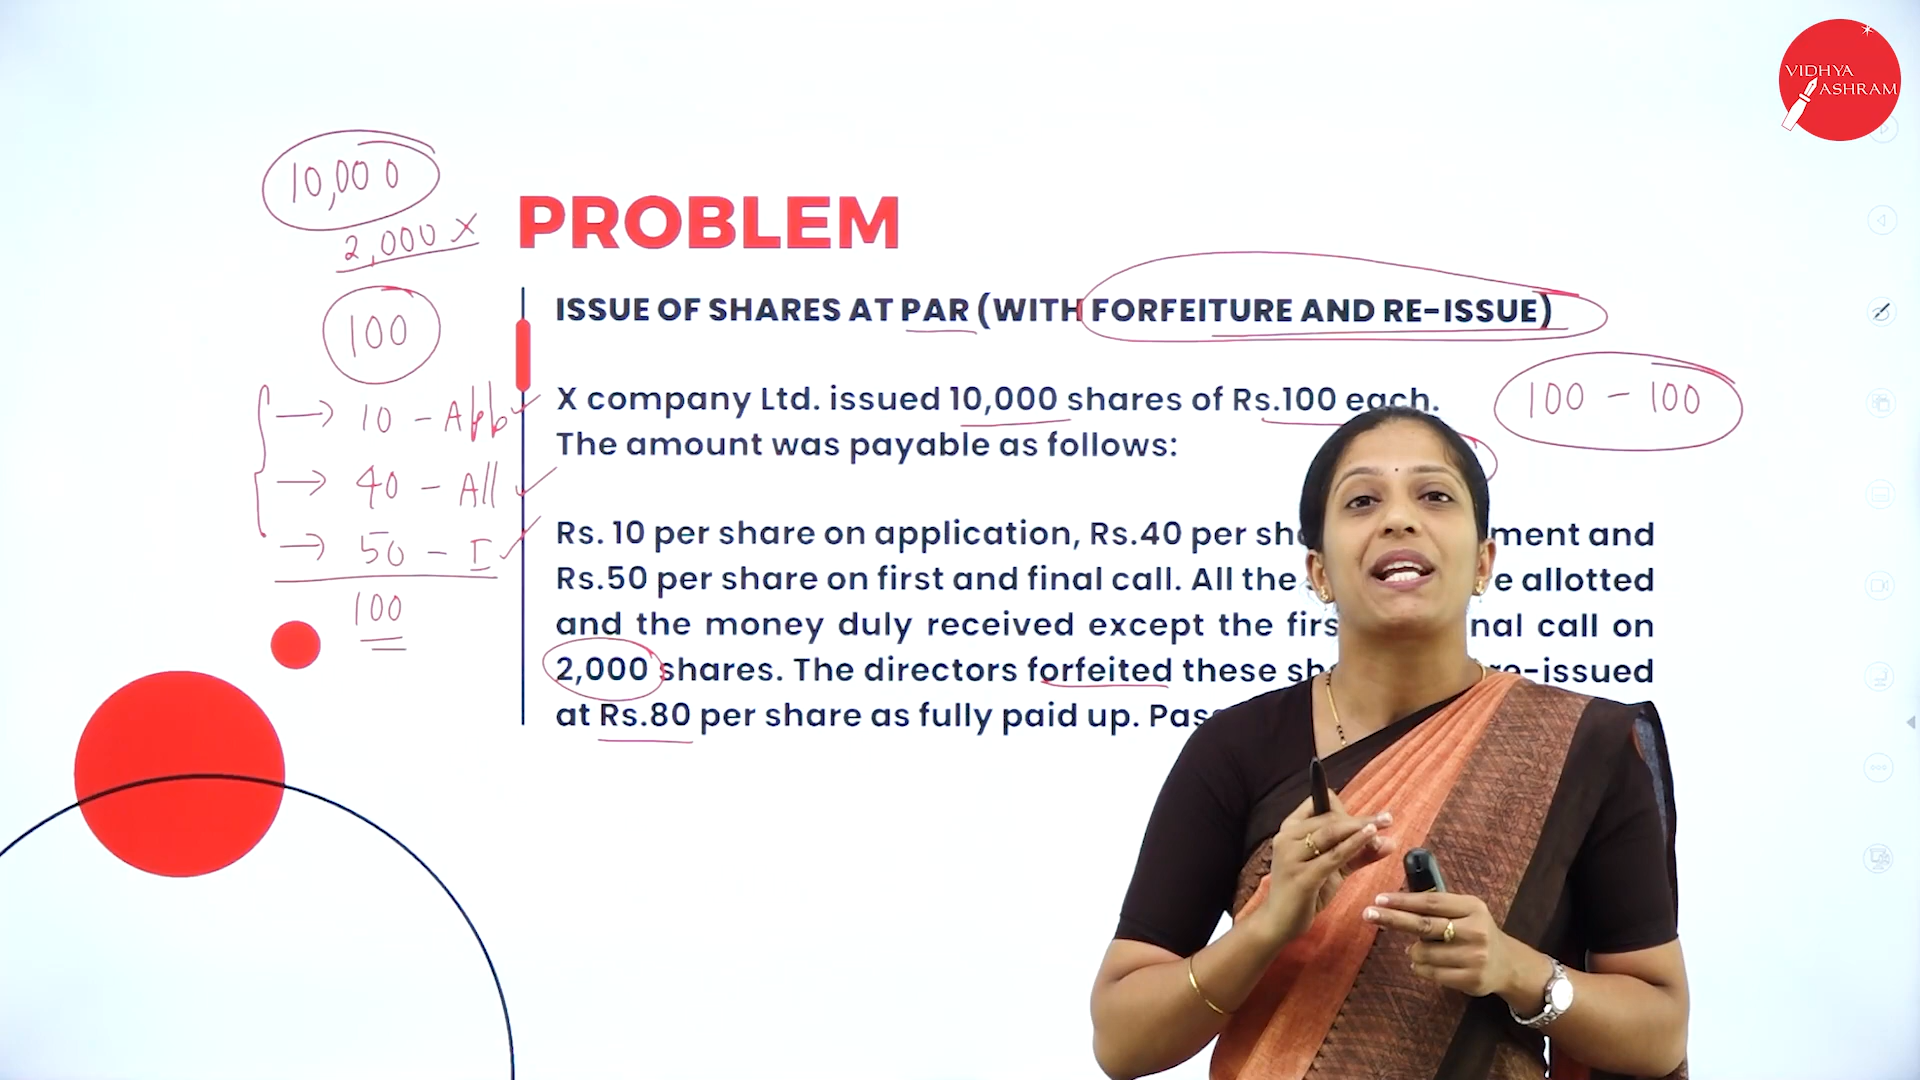 VIDHYA
ASHRAM
10,000
2,000 X
100
10 - App
40 - All
50 - I
100
PROBLEM
ISSUE OF SHARES AT PAR (WITH FORFEITURE AND RE-ISSUE)
100 - 100
X company Ltd. issued 10,000 shares of Rs.100 each.
The amount was payable as follows:
Rs. 10 per share on application, Rs.40 per sh ment and
Rs.50 per share on first and final call. All the e allotted
and the money duly received except the firs nal call on
2,000 shares. The directors forfeited these sh re-issued
at Rs.80 per share as fully paid up. Pas